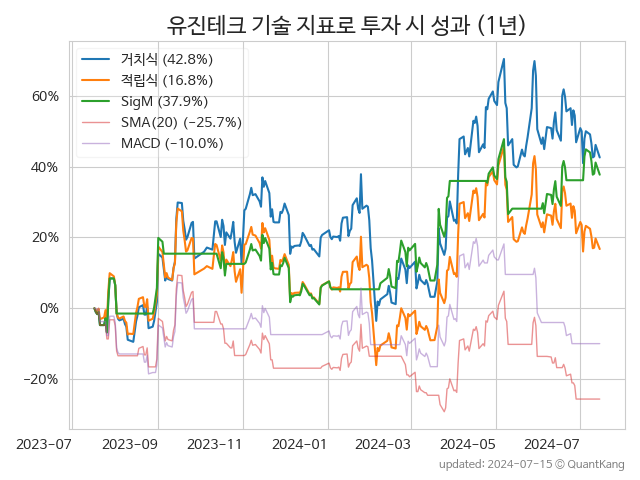 유진테크 기술 지표로 투자 시 성과 (1년)
거치식 (42.8%)
적립식 (16.8%)
SigM (37.9%)
SMA(20) (−25.7%)
MACD (−10.0%)
60%
40%
20%
0%
−20%
2023-07 2023-09 2023-11 2024-01 2024-03 2024-05 2024-07
updated: 2024-07-15 © QuantKang